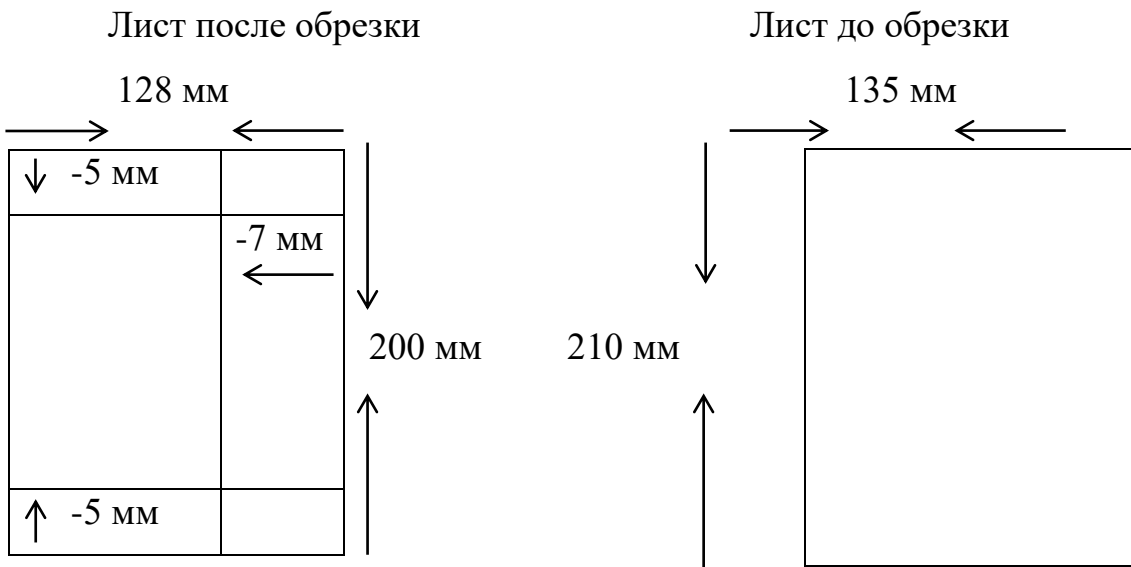 Лист после обрезки
Лист до обрезки
128 мм
135 мм
-5 мм
-7 мм
200 мм
210 мм
-5 мм